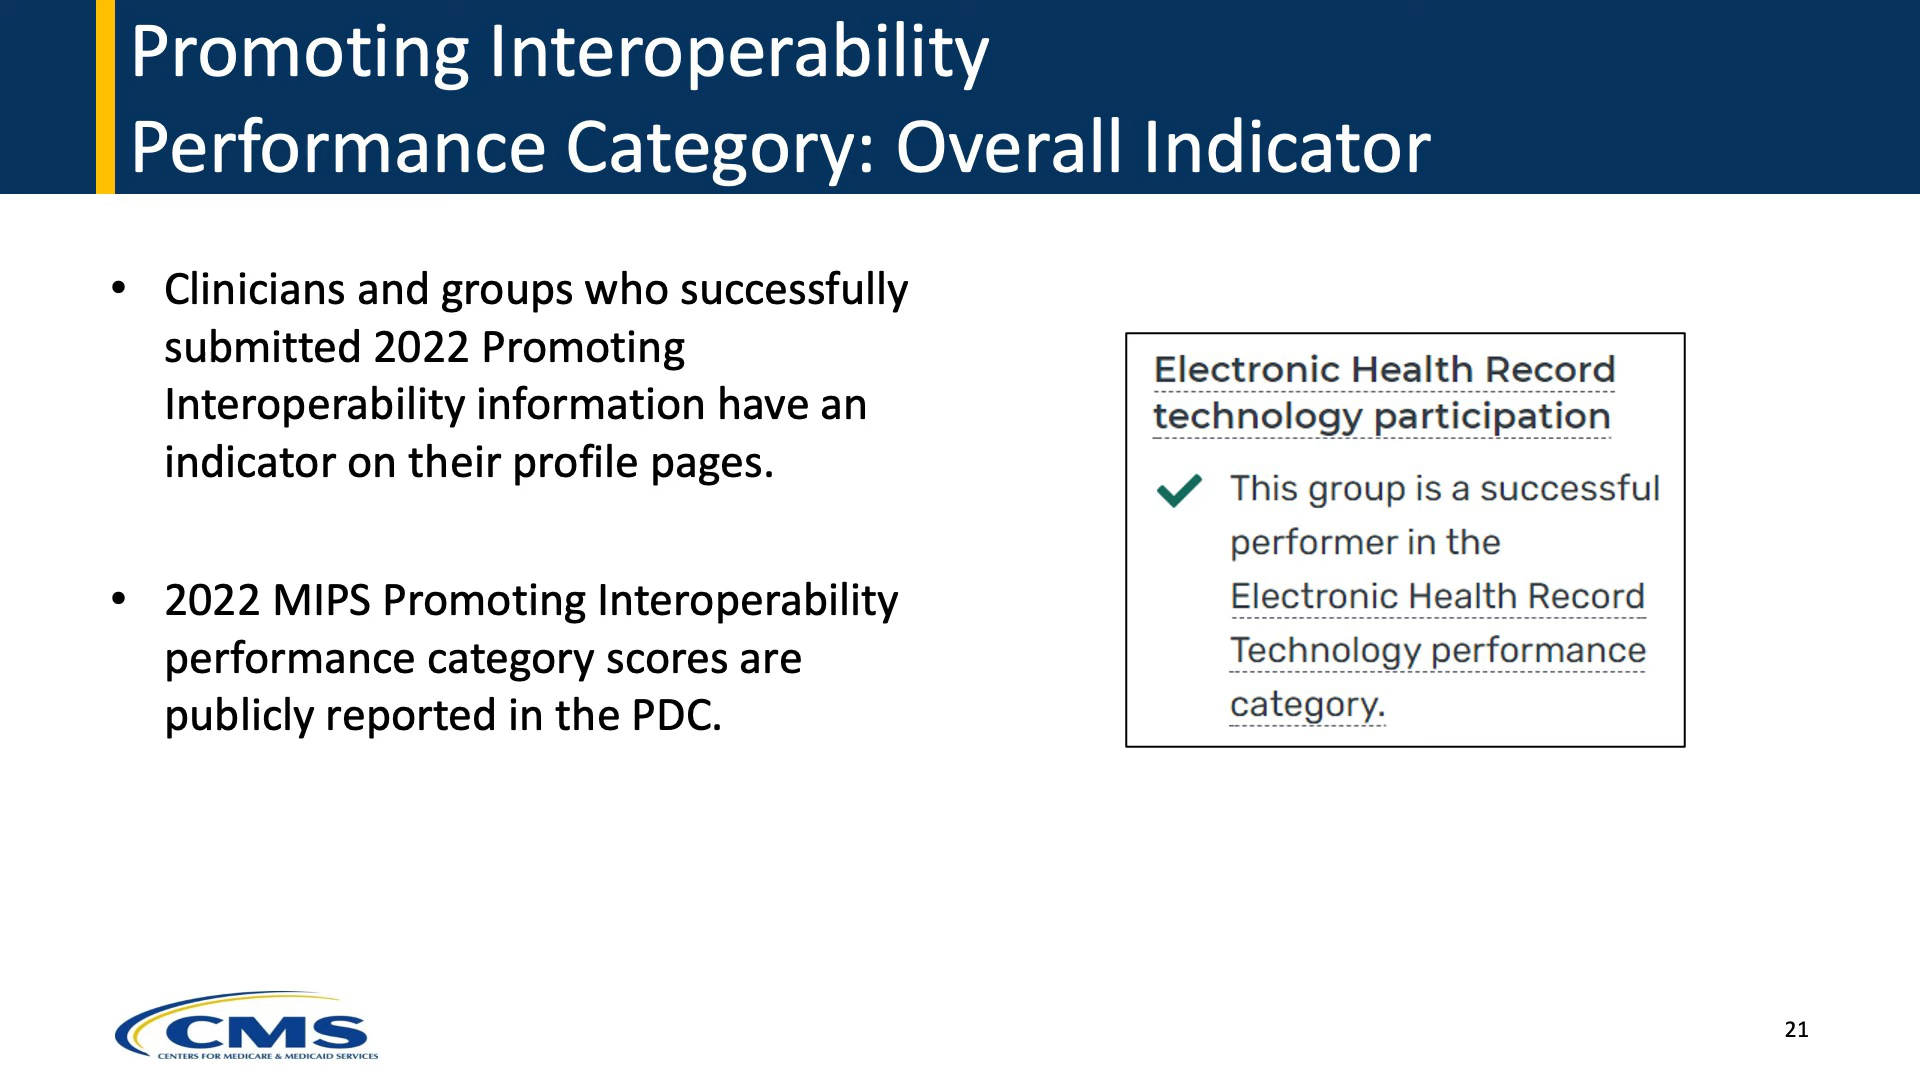 Promoting Interoperability
Performance Category: Overall Indicator
• Clinicians and groups who successfully
submitted 2022 Promoting
Interoperability information have an
indicator on their profile pages.
• 2022 MIPS Promoting Interoperability
performance category scores are
publicly reported in the PDC.
Electronic Health Record
technology participation
This group is a successful
performer in the
Electronic Health Record
Technology performance
category.
CMS
CENTERS FOR MEDICARE & MEDICAID SERVICES
21